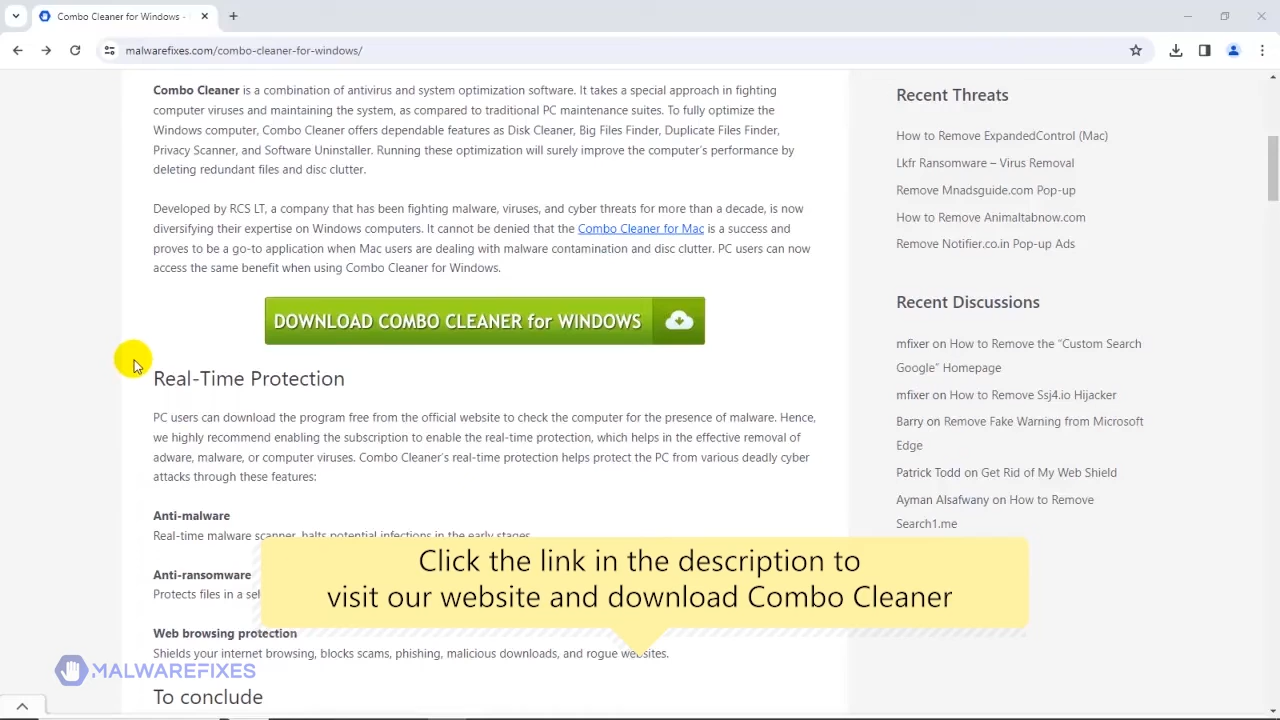 Combo Cleaner for Windows -
malwarefixes.com/combo-cleaner-for-windows/
Combo Cleaner is a combination of antivirus and system optimization software. It takes a special approach in fighting
computer viruses and maintaining the system, as compared to traditional PC maintenance suites. To fully optimize the
Windows computer, Combo Cleaner offers dependable features as Disk Cleaner, Big Files Finder, Duplicate Files Finder,
Privacy Scanner, and Software Uninstaller. Running these optimization will surely improve the computer's performance by
deleting redundant files and disc clutter.
Developed by RCS LT, a company that has been fighting malware, viruses, and cyber threats for more than a decade, is now
diversifying their expertise on Windows computers. It cannot be denied that the Combo Cleaner for Mac is a success and
proves to be a go-to application when Mac users are dealing with malware contamination and disc clutter. PC users can now
access the same benefit when using Combo Cleaner for Windows.
DOWNLOAD COMBO CLEANER for WINDOWS
Real-Time Protection
PC users can download the program free from the official website to check the computer for the presence of malware. Hence,
we highly recommend enabling the subscription to enable the real-time protection, which helps in the effective removal of
adware, malware, or computer viruses. Combo Cleaner's real-time protection helps protect the PC from various deadly cyber
attacks through these features:
Anti-malware
Real-time malware scanner, halts potential infections in the early stages.
Anti-ransomware
Protects files in a
Web browsing protection
Shields your internet browsing, blocks scams, phishing, malicious downloads, and rogue websites.
To conclude
Recent Threats
How to Remove ExpandedControl (Mac)
Lkfr Ransomware – Virus Removal
Remove Mnadsguide.com Pop-up
How to Remove Animaltabnow.com
Remove Notifier.co.in Pop-up Ads
Recent Discussions
mfixer on How to Remove the “Custom Search
Google” Homepage
mfixer on How to Remove Ssj4.io Hijacker
Barry on Remove Fake Warning from Microsoft
Edge
Patrick Todd on Get Rid of My Web Shield
Ayman Alsafwany on How to Remove
Search1.me
Click the link in the description to
visit our website and download Combo Cleaner
MALWAREFIXES